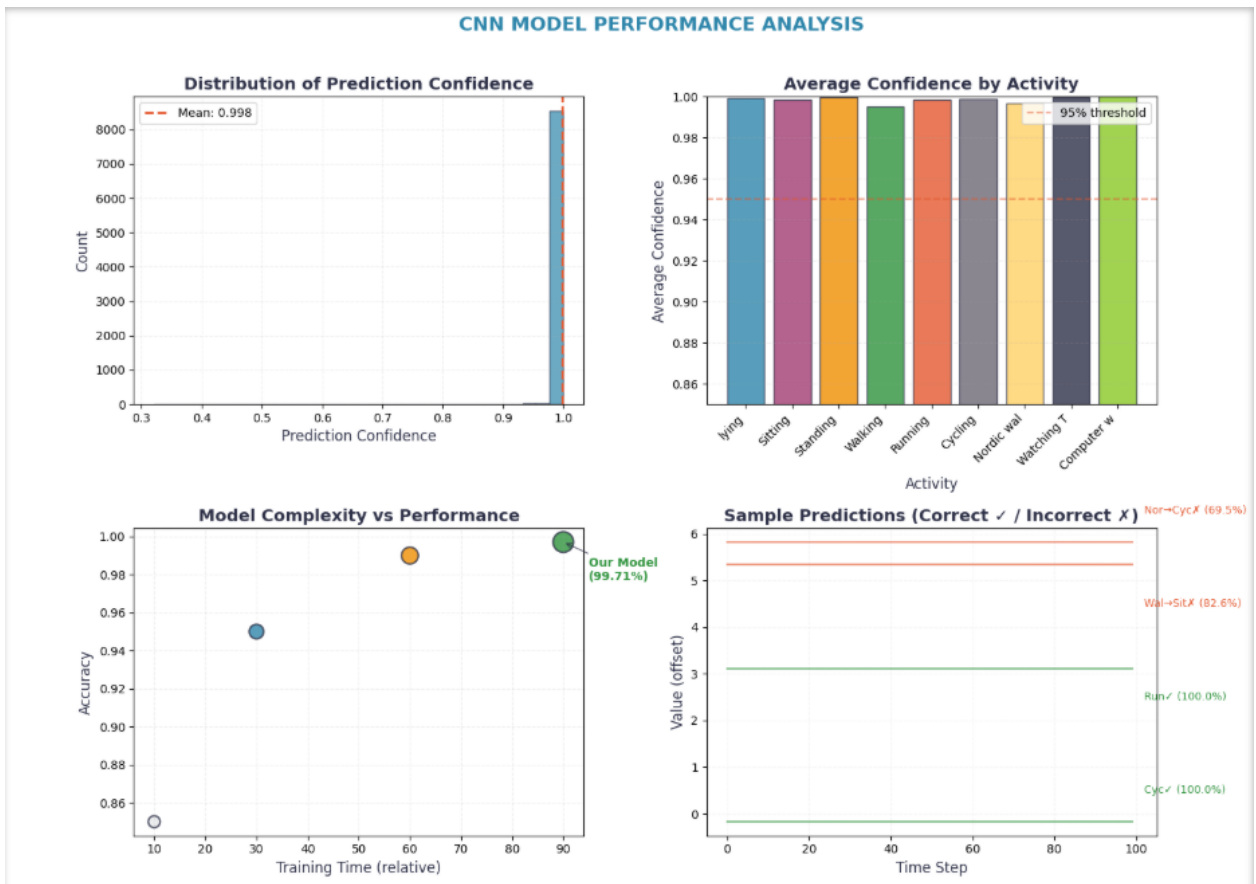 CNN MODEL PERFORMANCE ANALYSIS
Distribution of Prediction Confidence
Mean: 0.998
8000
7000
6000
5000
4000
3000
2000
1000
0
Count
0.3 0.4 0.5 0.6 0.7 0.8 0.9 1.0
Prediction Confidence
Average Confidence by Activity
95% threshold
1.00
0.98
0.96
0.94
0.92
0.90
0.88
0.86
Average Confidence
lying Sitting Standing Walking Running Cycling Nordic wal Watching T Computer w
Activity
Model Complexity vs Performance
1.00
0.98
0.96
0.94
0.92
0.90
0.88
0.86
Accuracy
Our Model
(99.71%)
10 20 30 40 50 60 70 80 90
Training Time (relative)
Sample Predictions (Correct ✓ / Incorrect ✗)
Nor→Cyc✗ (69.5%)
Wal→Sit✗ (82.6%)
Run✓ (100.0%)
Cyc✓ (100.0%)
6
5
4
3
2
1
0
Value (offset)
0 20 40 60 80 100
Time Step